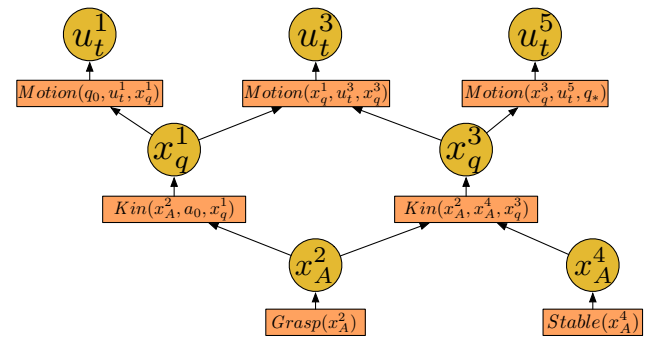 u_t^1 u_t^3 u_t^5
Motion(q_0, u_t^1, x_q^1) Motion(x_q^1, u_t^3, x_q^3) Motion(x_q^3, u_t^5, q_*)
x_q^1 x_q^3
Kin(x_A^2, a_0, x_q^1) Kin(x_A^2, x_A^4, x_q^3)
x_A^2 x_A^4
Grasp(x_A^2) Stable(x_A^4)